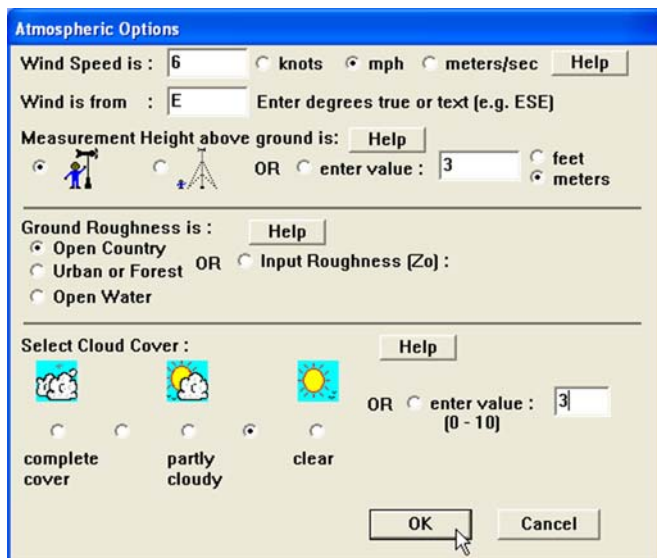 Atmospheric Options
Wind Speed is : 6 knots mph meters/sec Help
Wind is from : E Enter degrees true or text (e.g. ESE)
Measurement Height above ground is: Help
OR enter value : 3 feet
meters
Ground Roughness is : Help
Open Country
Urban or Forest OR Input Roughness (Zo) :
Open Water
Select Cloud Cover : Help
OR enter value : 3
(0 - 10)
complete cover
partly cloudy
clear
OK Cancel